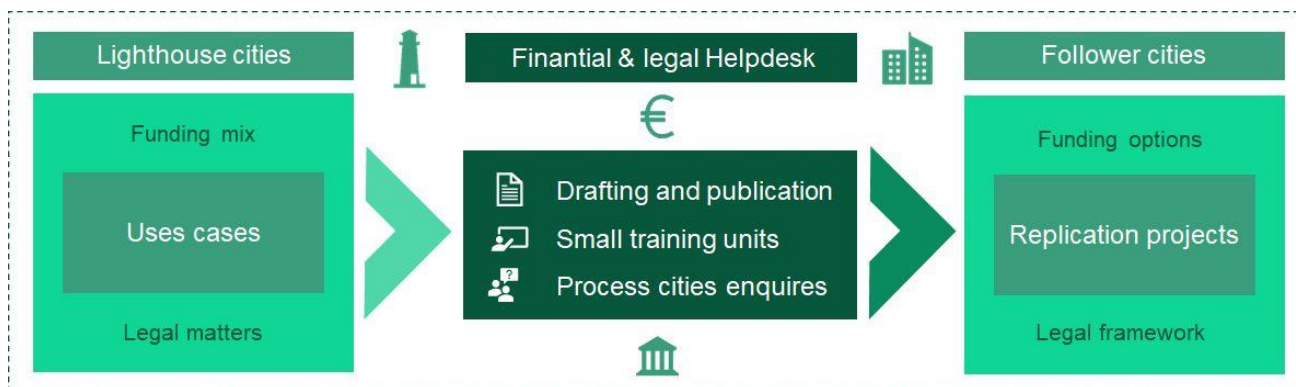 Lighthouse cities
Funding mix
Uses cases
Legal matters
Finantial & legal Helpdesk
€
Drafting and publication
Small training units
?
Process cities enquires
Follower cities
Funding options
Replication projects
Legal framework